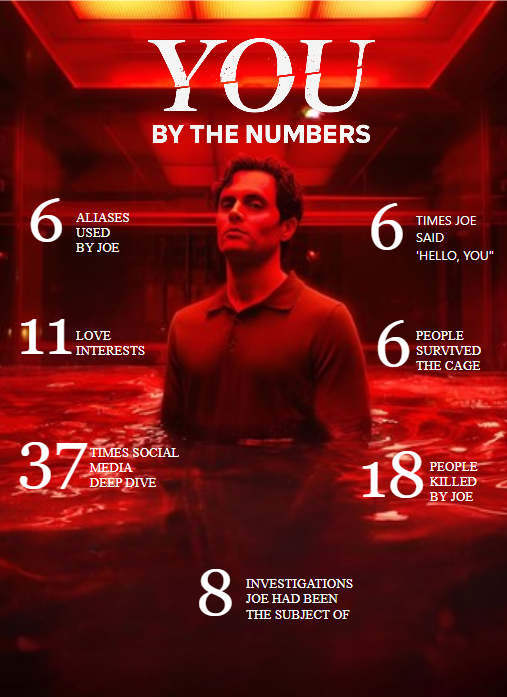 YOU
BY THE NUMBERS
6 ALIASES
USED
BY JOE
6 TIMES JOE
SAID
'HELLO, YOU"
11 LOVE
INTERESTS
6 PEOPLE
SURVIVED
THE CAGE
37 TIMES SOCIAL
MEDIA
DEEP DIVE
18 PEOPLE
KILLED
BY JOE
8 INVESTIGATIONS
JOE HAD BEEN
THE SUBJECT OF